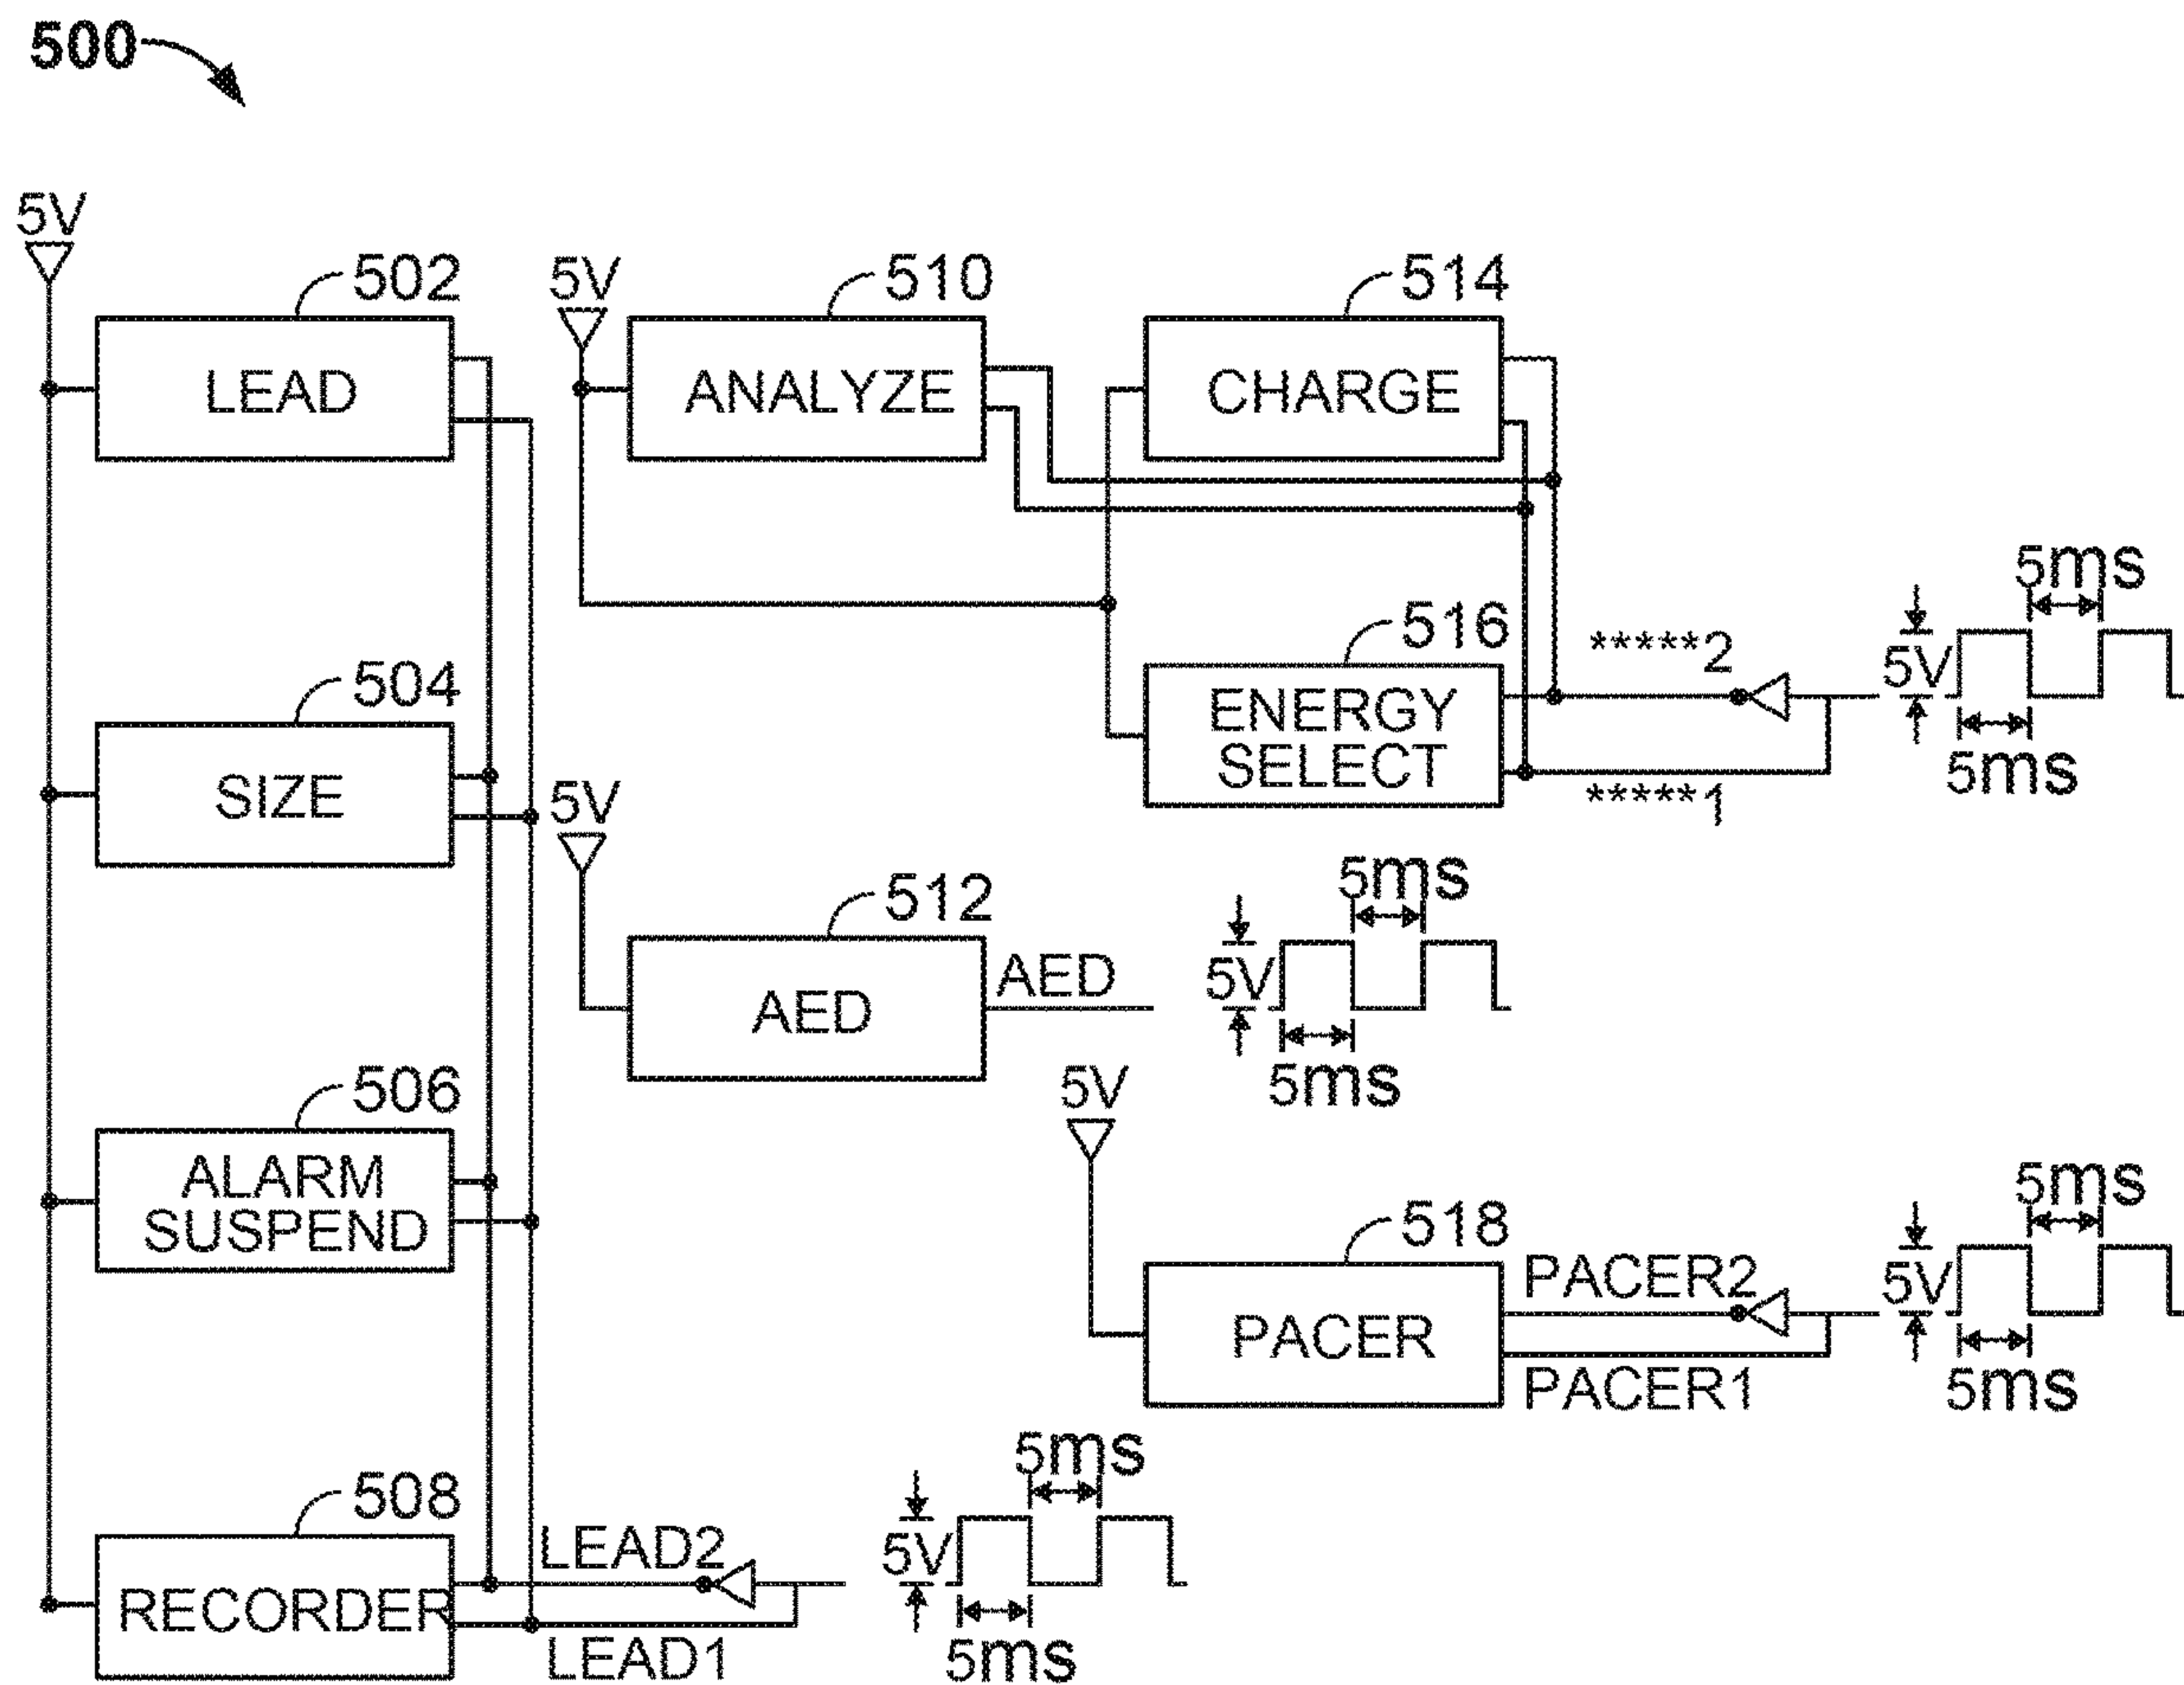 500
5V
502
LEAD
504
SIZE
506
ALARM
SUSPEND
508
RECORDER
LEAD2
LEAD1
5V
5ms
5ms
5V
510
ANALYZE
514
CHARGE
516
ENERGY
SELECT
*****2
*****1
5V
5ms
5ms
5V
512
AED
AED
5V
5ms
5ms
5V
518
PACER
PACER2
PACER1
5V
5ms
5ms